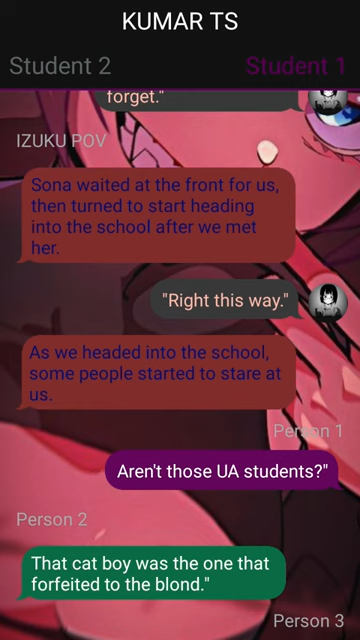 KUMAR TS
Student 2
Student 1
forget."
IZUKU POV
Sona waited at the front for us,
then turned to start heading
into the school after we met
her.
"Right this way."
As we headed into the school,
some people started to stare at
us.
Person 1
Aren't those UA students?"
Person 2
That cat boy was the one that
forfeited to the blond."
Person 3